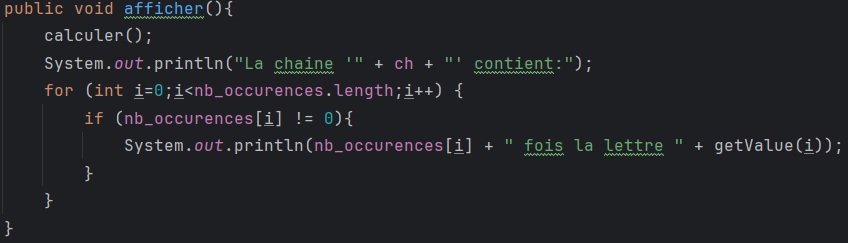 public void afficher(){
    calculer();
    System.out.println("La chaine '" + ch + "' contient:");
    for (int i=0;i<nb_occurences.length;i++) {
        if (nb_occurences[i] != 0){
            System.out.println(nb_occurences[i] + " fois la lettre " + getValue(i));
        }
    }
}